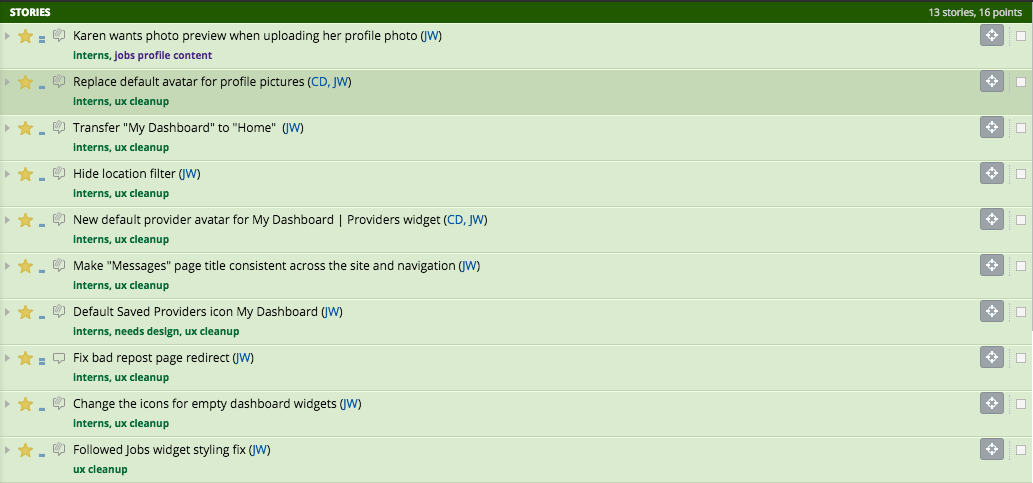 STORIES 13 stories, 16 points
Karen wants photo preview when uploading her profile photo (JW)
interns, jobs profile content
Replace default avatar for profile pictures (CD, JW)
interns, ux cleanup
Transfer "My Dashboard" to "Home" (JW)
interns, ux cleanup
Hide location filter (JW)
interns, ux cleanup
New default provider avatar for My Dashboard | Providers widget (CD, JW)
interns, ux cleanup
Make "Messages" page title consistent across the site and navigation (JW)
interns, ux cleanup
Default Saved Providers icon My Dashboard (JW)
interns, needs design, ux cleanup
Fix bad repost page redirect (JW)
interns, ux cleanup
Change the icons for empty dashboard widgets (JW)
interns, ux cleanup
Followed Jobs widget styling fix (JW)
ux cleanup